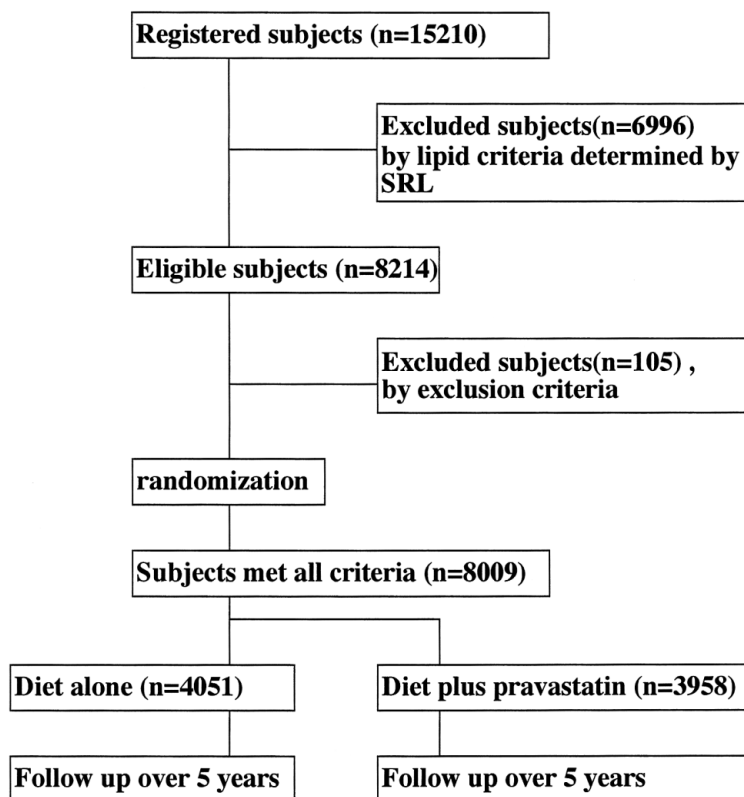 Registered subjects (n=15210)
Excluded subjects(n=6996)
by lipid criteria determined by
SRL
Eligible subjects (n=8214)
Excluded subjects(n=105) ,
by exclusion criteria
randomization
Subjects met all criteria (n=8009)
Diet alone (n=4051)
Diet plus pravastatin (n=3958)
Follow up over 5 years
Follow up over 5 years